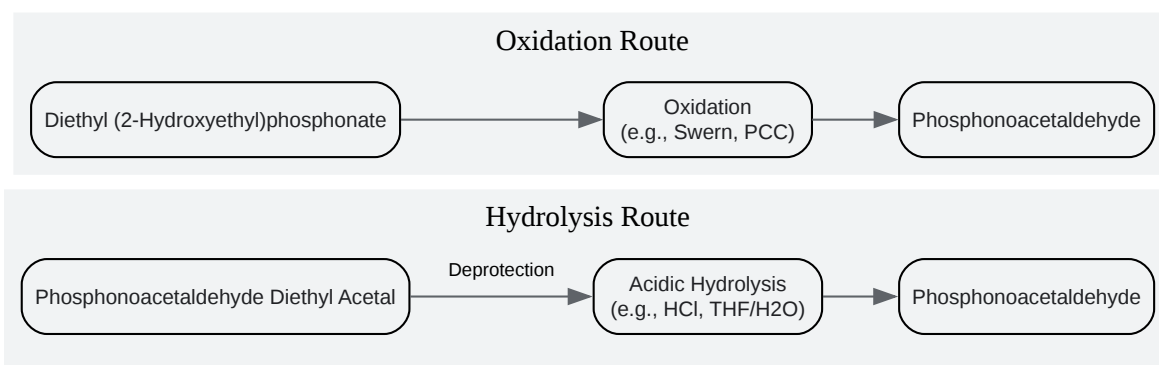 Oxidation Route
Diethyl (2-Hydroxyethyl)phosphonate
Oxidation
(e.g., Swern, PCC)
Phosphonoacetaldehyde
Hydrolysis Route
Phosphonoacetaldehyde Diethyl Acetal
Deprotection
Acidic Hydrolysis
(e.g., HCl, THF/H2O)
Phosphonoacetaldehyde